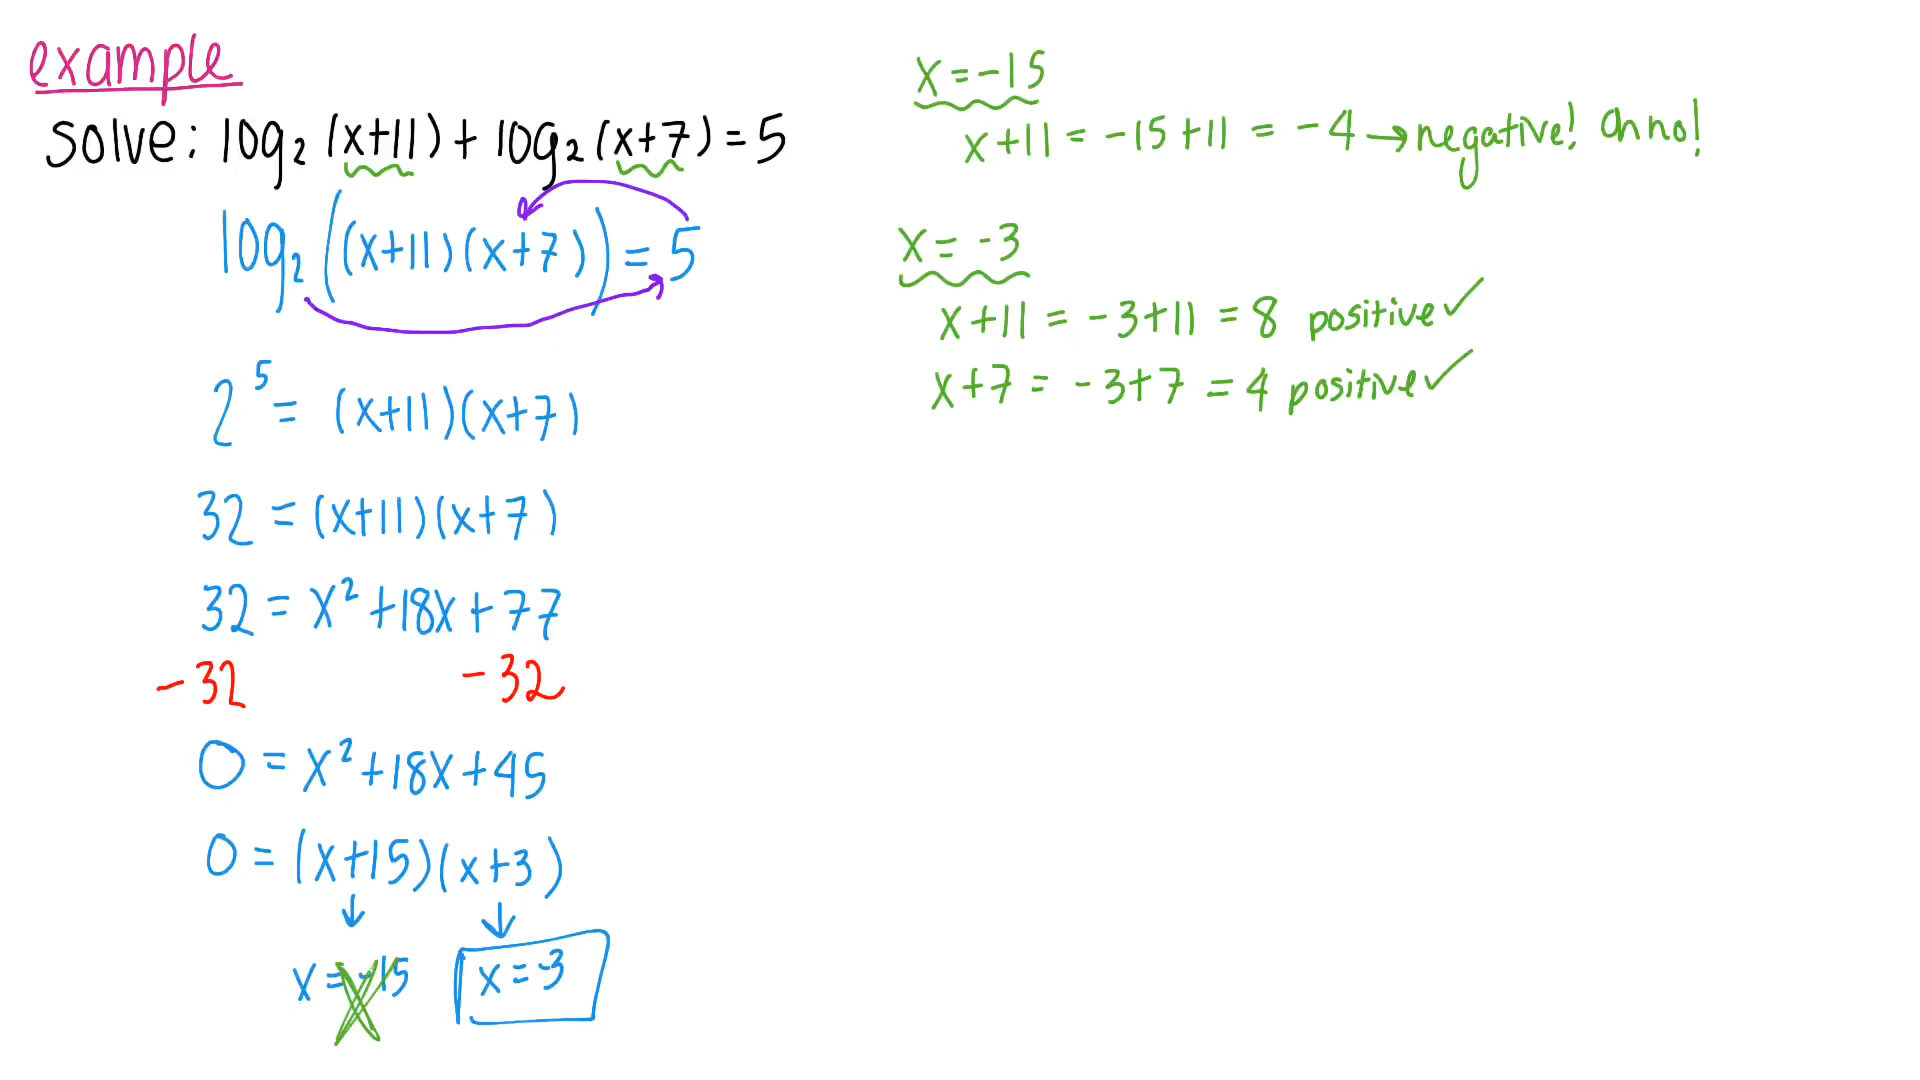 example
solve: log₂(x+11) + log₂(x+7) = 5
log₂((x+11)(x+7)) = 5
2⁵ = (x+11)(x+7)
32 = (x+11)(x+7)
32 = x² + 18x + 77
-32 -32
0 = x² + 18x + 45
0 = (x+15)(x+3)
↓ ↓
x = -15 x = -3
x = -15
x+11 = -15+11 = -4 → negative! Oh no!
x = -3
x+11 = -3+11 = 8 positive ✓
x+7 = -3+7 = 4 positive ✓